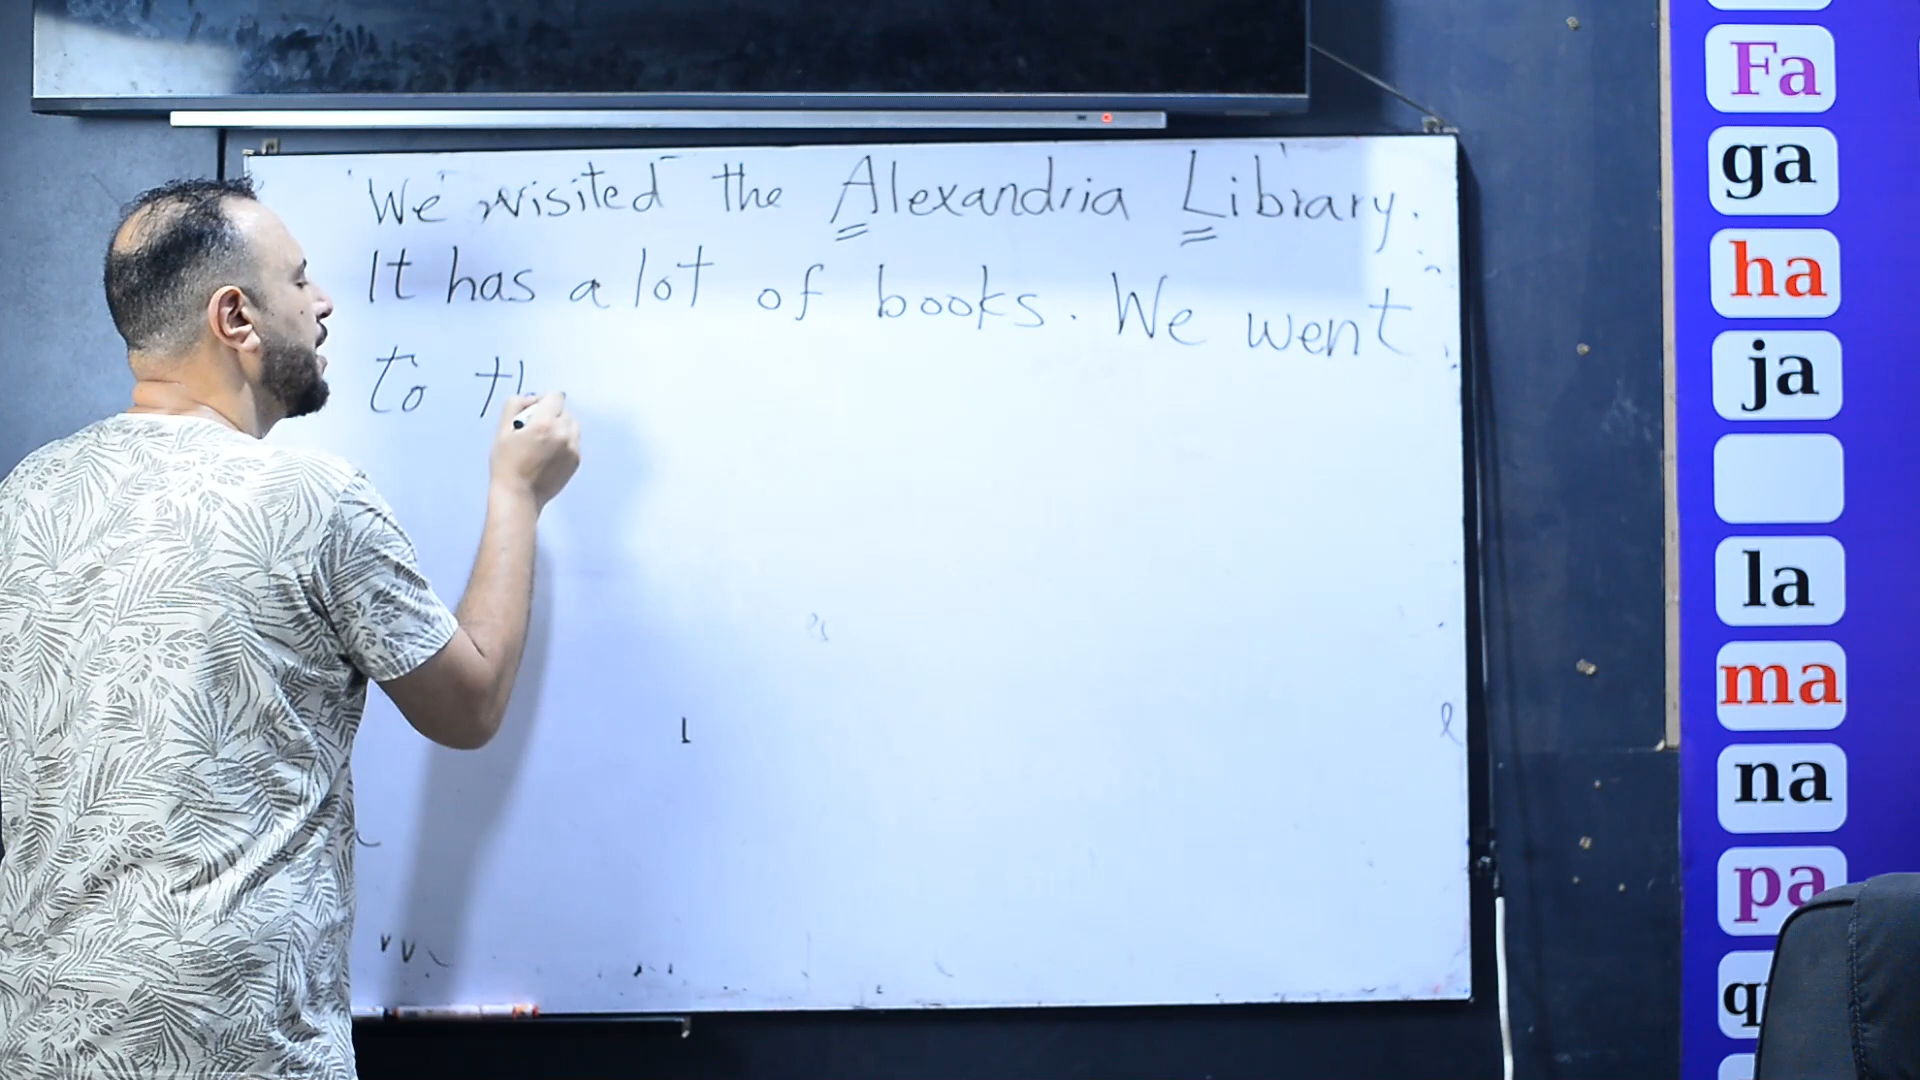 We visited the Alexandria Library.
It has a lot of books. We went
to th
Fa
ga
ha
ja
la
ma
na
pa